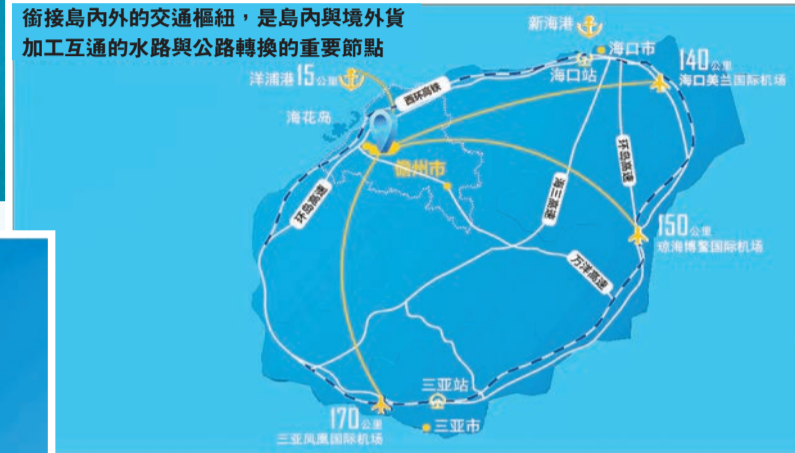 銜接島內外的交通樞紐，是島內與境外貨
加工互通的水路與公路轉換的重要節點
新海港
海口市
海口站
140公里
海口美兰国际机场
洋浦港15公里
西环高铁
海花岛
儋州市
环岛高速
海三高速
环岛高速
150公里
琼海博鳌国际机场
万洋高速
三亚站
170公里
三亚凤凰国际机场
三亚市